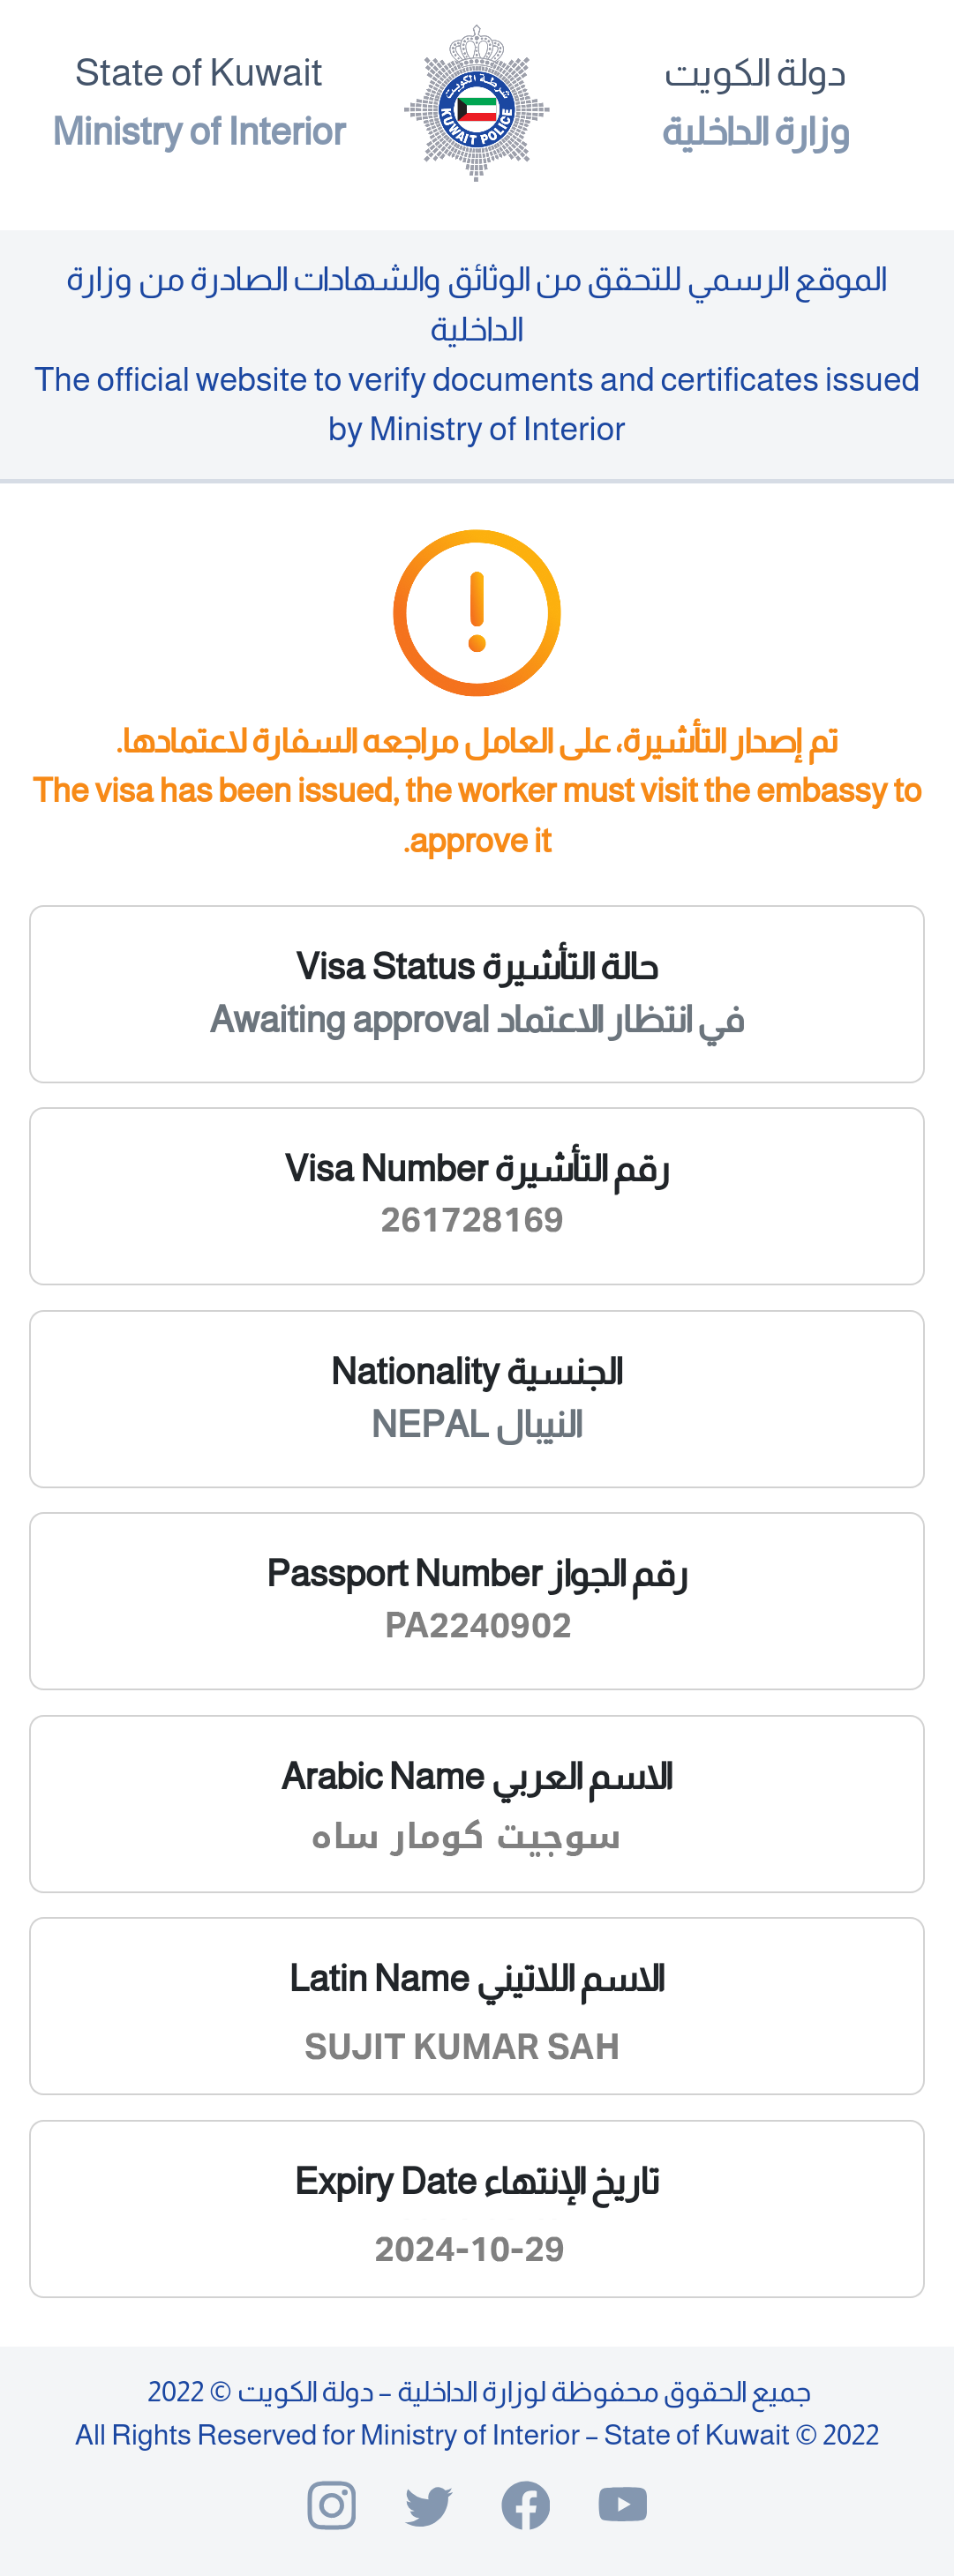 State of Kuwait
Ministry of Interior
شرطة الكويت
KUWAIT POLICE
دولة الكويت
وزارة الداخلية
الموقع الرسمي للتحقق من الوثائق والشهادات الصادرة من وزارة
الداخلية
The official website to verify documents and certificates issued
by Ministry of Interior
تم إصدار التأشيرة، على العامل مراجعه السفارة لاعتمادها.
The visa has been issued, the worker must visit the embassy to
.approve it
Visa Status حالة التأشيرة
Awaiting approval في انتظار الاعتماد
Visa Number رقم التأشيرة
261728169
Nationality الجنسية
NEPAL النيبال
Passport Number رقم الجواز
PA2240902
Arabic Name الاسم العربي
سوجيت كومار ساه
Latin Name الاسم اللاتيني
SUJIT KUMAR SAH
Expiry Date تاريخ الإنتهاء
2024-10-29
جميع الحقوق محفوظة لوزارة الداخلية – دولة الكويت © 2022
All Rights Reserved for Ministry of Interior – State of Kuwait © 2022